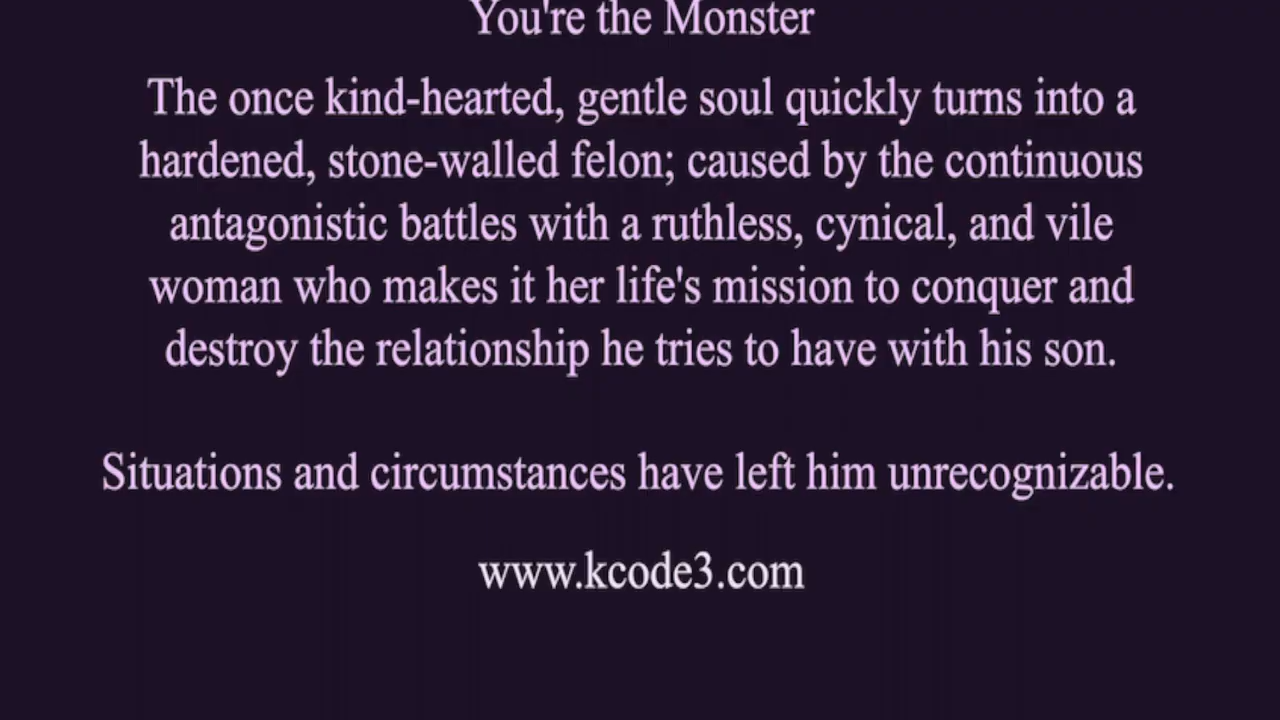 You're the Monster
The once kind-hearted, gentle soul quickly turns into a
hardened, stone-walled felon; caused by the continuous
antagonistic battles with a ruthless, cynical, and vile
woman who makes it her life's mission to conquer and
destroy the relationship he tries to have with his son.
Situations and circumstances have left him unrecognizable.
www.kcode3.com